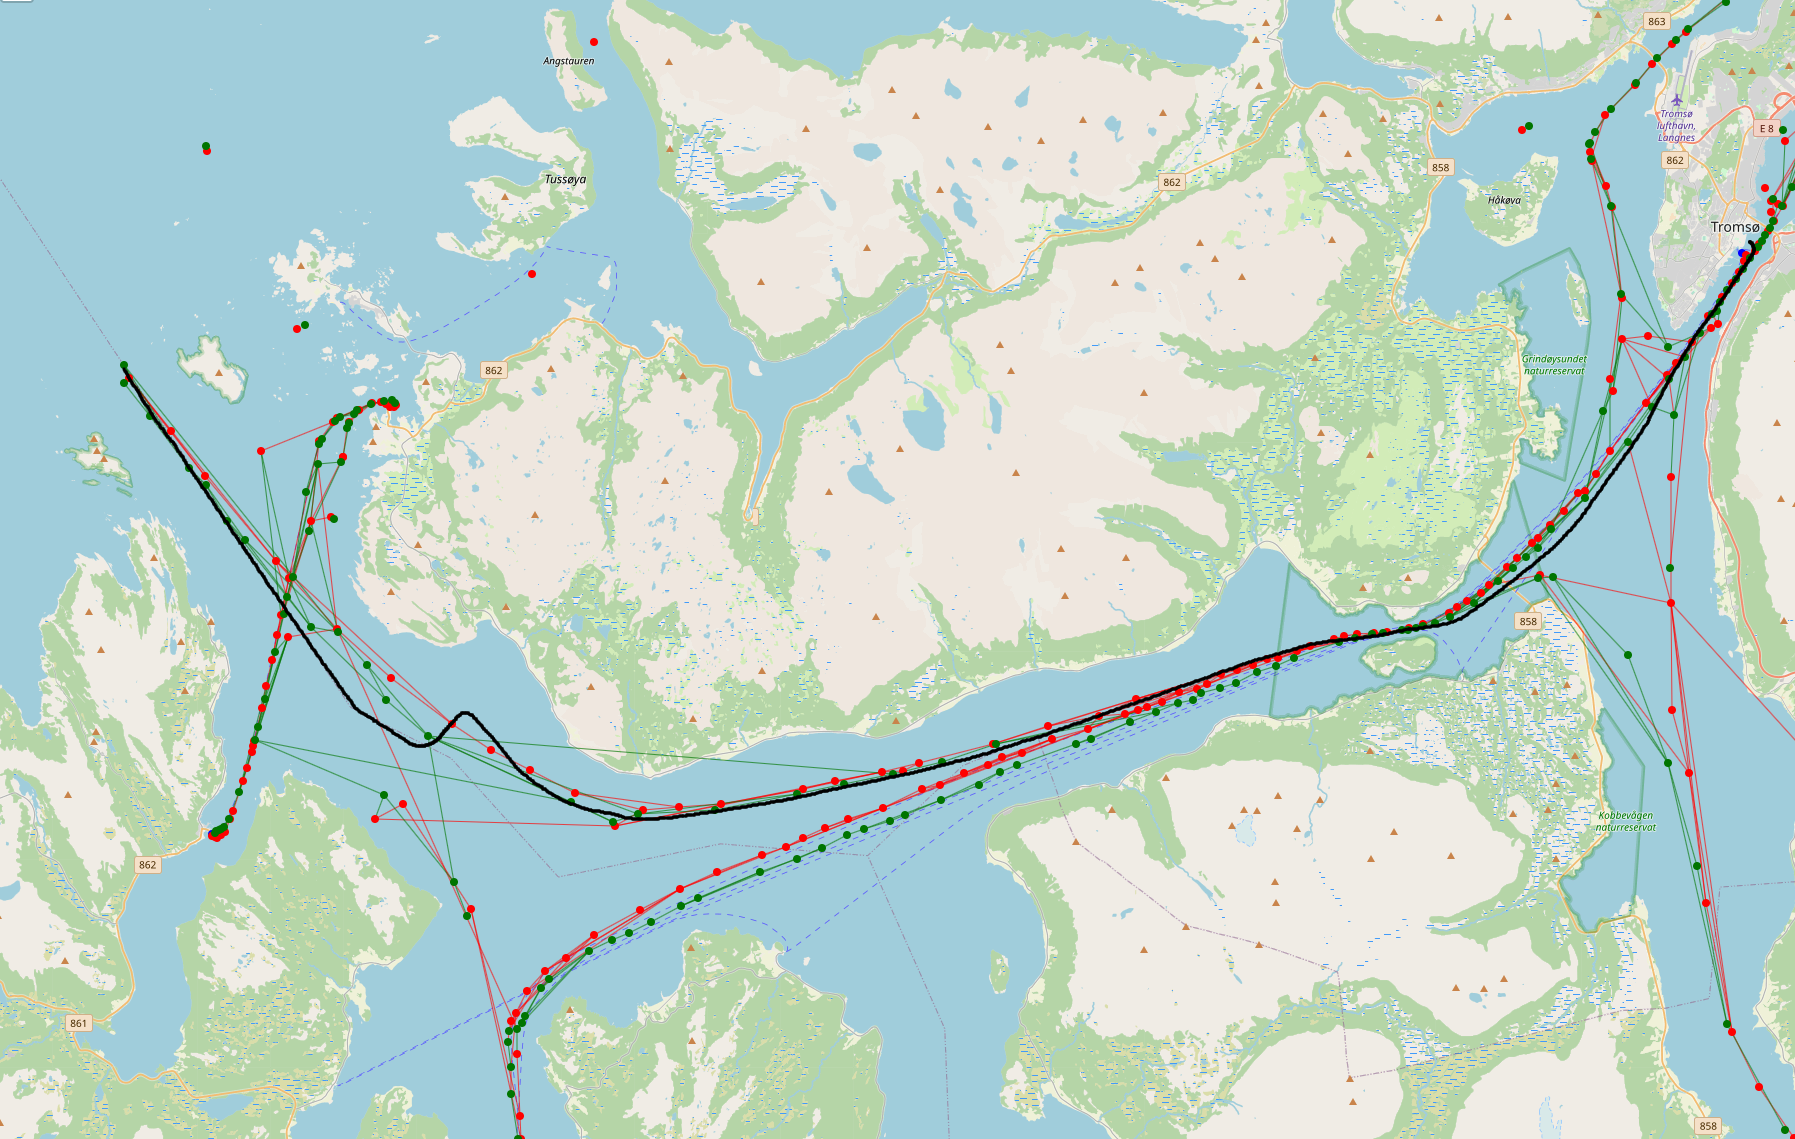 863
Angstauren
Tromsø
lufthavn,
Langnes
E 8
862
858
862
Tussøya
Håkøya
Tromsø
Grindøysundet
naturreservat
862
858
Kobbevågen
naturreservat
862
861
858